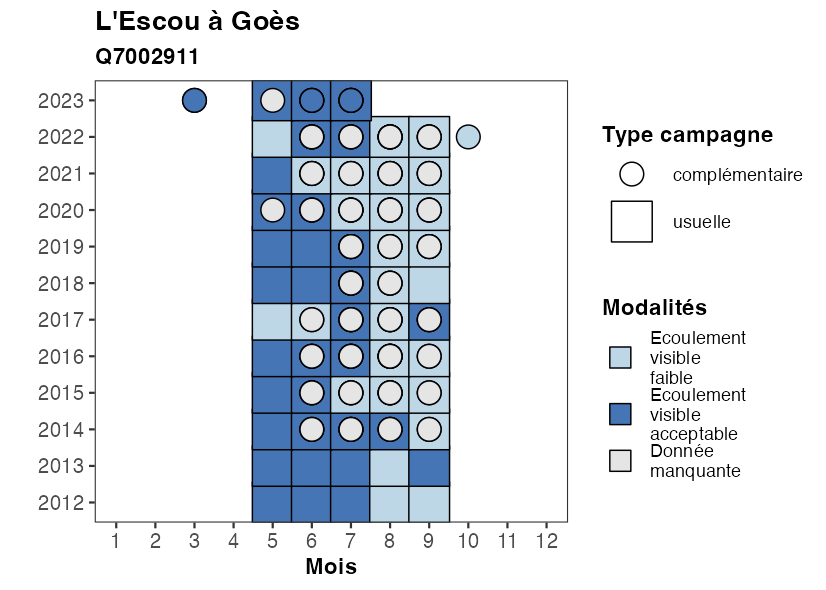 L'Escou à Goès
Q7002911
2023
2022
2021
2020
2019
2018
2017
2016
2015
2014
2013
2012
1 2 3 4 5 6 7 8 9 10 11 12
Mois
Type campagne
complémentaire
usuelle
Modalités
Ecoulement
visible
faible
Ecoulement
visible
acceptable
Donnée
manquante